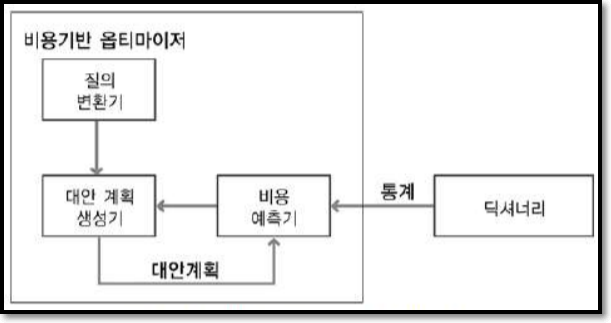 비용기반 옵티마이저
질의
변환기
대안 계획
생성기
비용
예측기
통계
딕셔너리
대안계획